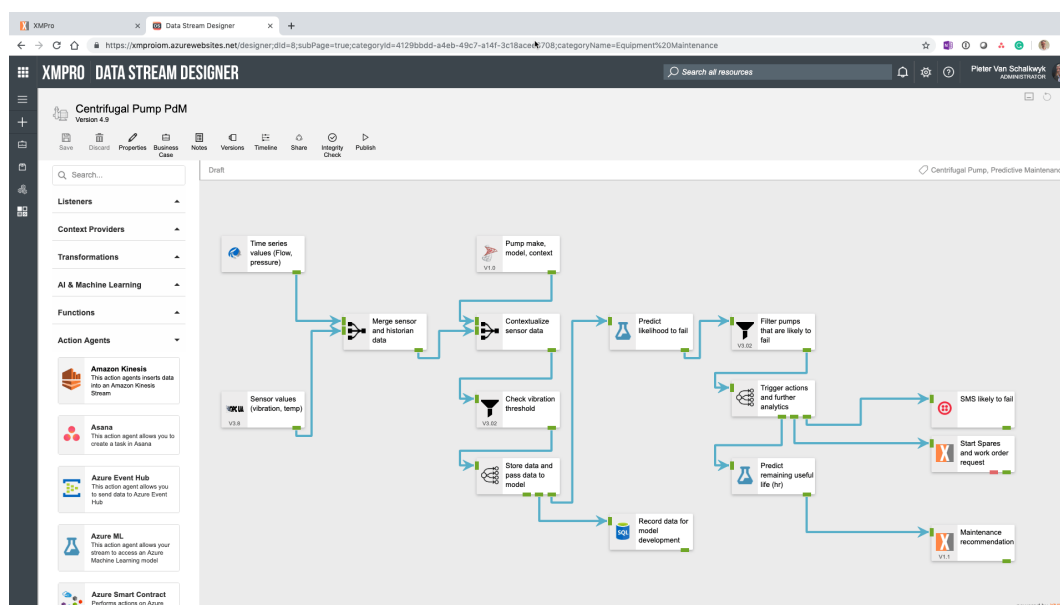 XMPro
Data Stream Designer
https://xmproiom.azurewebsites.net/designer;dId=8;subPage=true;categoryId=4129bbdd-a4eb-49c7-a14f-3c18acee
708;categoryName=Equipment%20Maintenance
XMPRO DATA STREAM DESIGNER
Search all resources
Pieter Van Schalkwyk
ADMINISTRATOR
Centrifugal Pump PdM
Version 4.9
Save
Discard
Properties
Business
Case
Notes
Versions
Timeline
Share
Integrity
Check
Publish
Search...
Draft
Centrifugal Pump, Predictive Maintenanc
Listeners
Context Providers
Transformations
AI & Machine Learning
Functions
Action Agents
Amazon Kinesis
This action agents inserts data
into an Amazon Kinesis
Stream
Asana
This action agent allows you to
create a task in Asana
Azure Event Hub
This action agent allows you
to send data to Azure Event
Hub
Azure ML
This action agent allows your
stream to access an Azure
Machine Learning model
Azure Smart Contract
Performs actions on Azure
Time series
values (Flow,
pressure)
Pump make,
model, context
V1.0
Merge sensor
and historian
data
Contextualize
sensor data
Predict
likelihood to fail
Filter pumps
that are likely to
fail
V3.02
OPC UA
Sensor values
(vibration, temp)
V3.6
Check vibration
threshold
V3.02
Trigger actions
and further
analytics
SMS likely to fail
Start Spares
and work order
request
Store data and
pass data to
model
Predict
remaining useful
life (hr)
SQL
Record data for
model
development
Maintenance
recommendation
V1.1